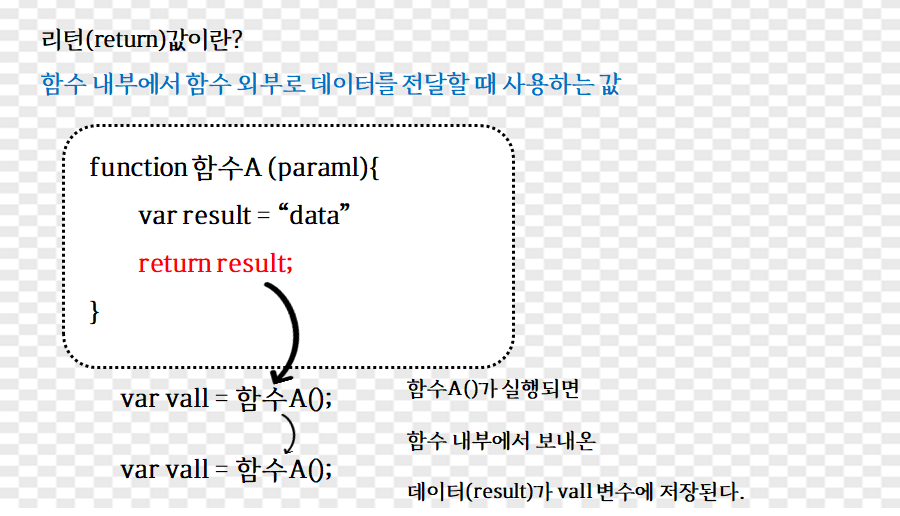 리턴(return)값이란?
함수 내부에서 함수 외부로 데이터를 전달할 때 사용하는 값
function 함수A (paraml){
var result = “data”
return result;
}
var vall = 함수A();
함수A()가 실행되면
함수 내부에서 보내온
var vall = 함수A();
데이터(result)가 vall 변수에 저장된다.